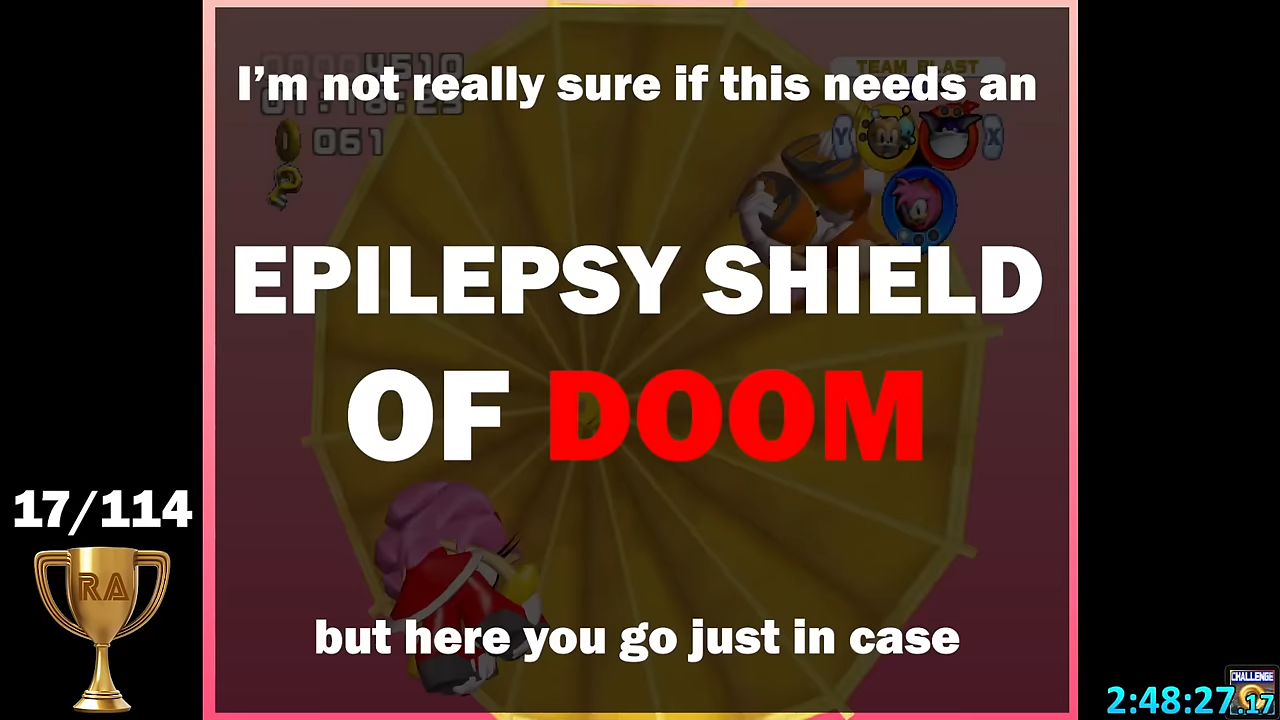 I'm not really sure if this needs an
TEAM BLAST
061
Y
X
EPILEPSY SHIELD
OF DOOM
17/114
RA
but here you go just in case
CHALLENGE
2:48:27.17